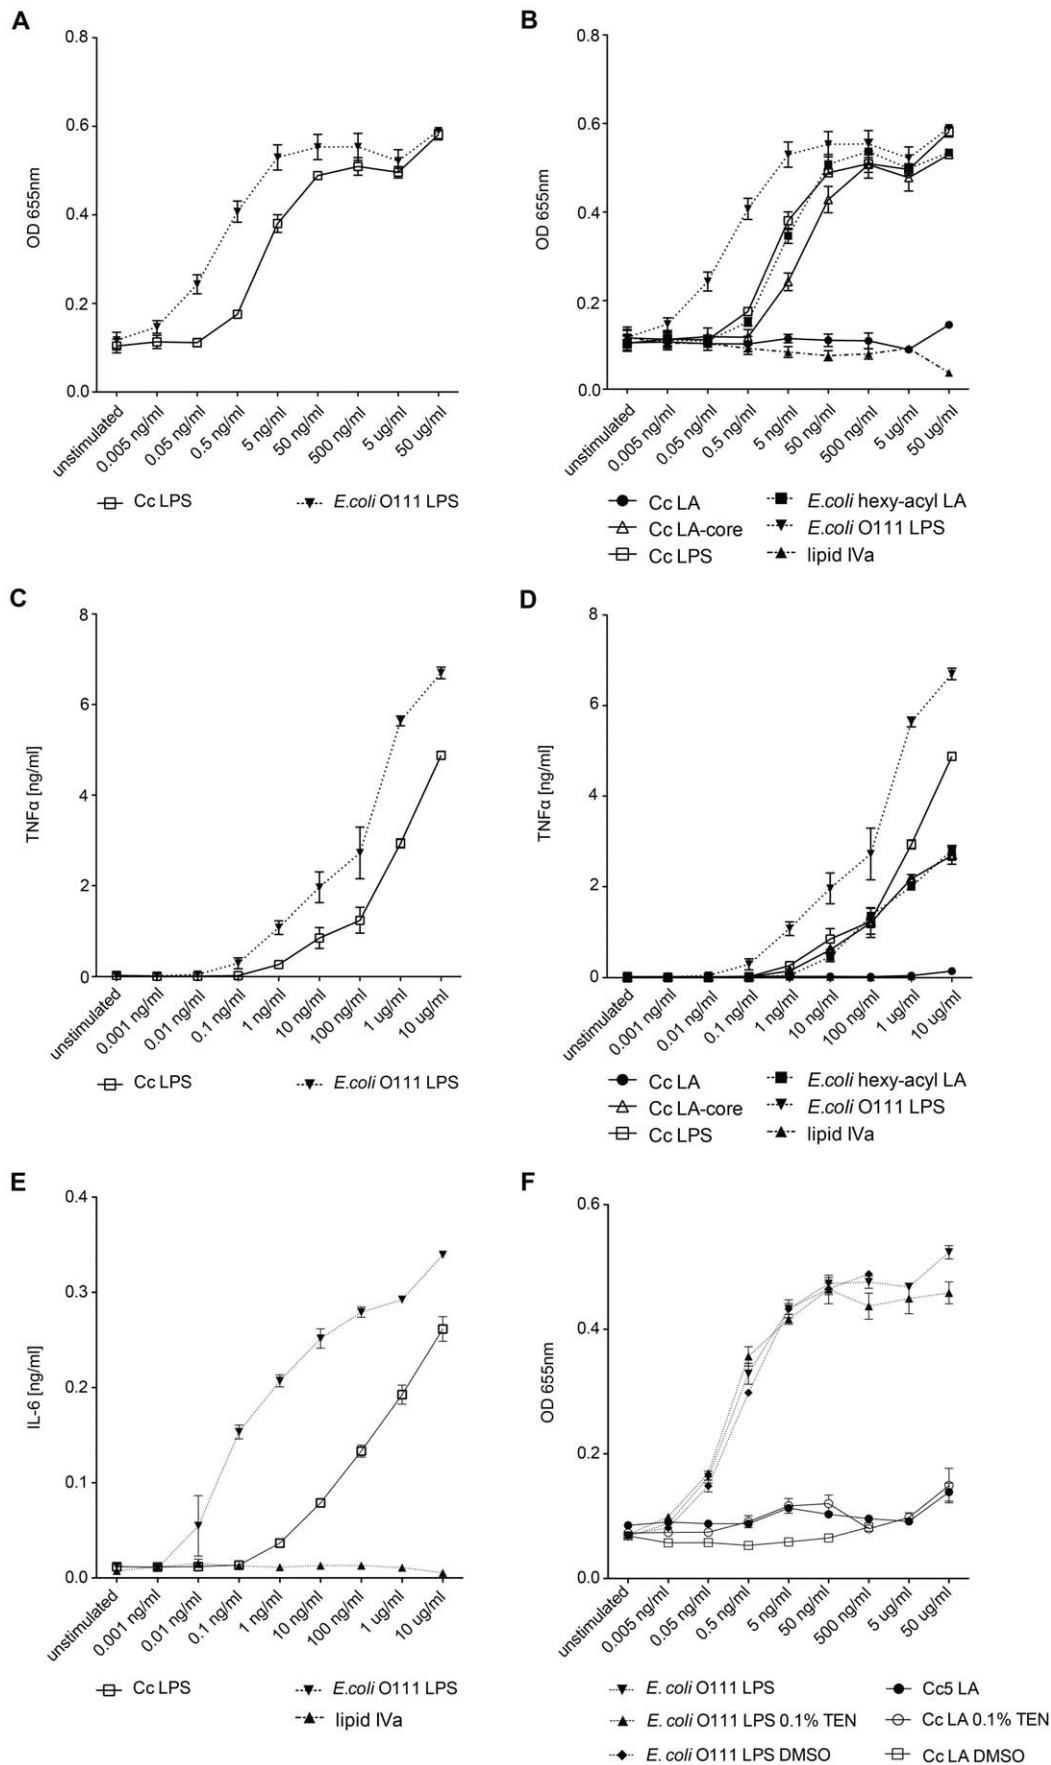 A
0.8
0.6
0.4
0.2
0.0
OD 655nm
unstimulated
0.005 ng/ml
0.05 ng/ml
0.5 ng/ml
5 ng/ml
50 ng/ml
500 ng/ml
5 ug/ml
50 ug/ml
Cc LPS
E.coli O111 LPS
B
0.8
0.6
0.4
0.2
0.0
OD 655nm
unstimulated
0.005 ng/ml
0.05 ng/ml
0.5 ng/ml
5 ng/ml
50 ng/ml
500 ng/ml
5 ug/ml
50 ug/ml
Cc LA
Cc LA-core
Cc LPS
E.coli hexy-acyl LA
E.coli O111 LPS
lipid IVa
C
8
6
4
2
0
TNFα [ng/ml]
unstimulated
0.001 ng/ml
0.01 ng/ml
0.1 ng/ml
1 ng/ml
10 ng/ml
100 ng/ml
1 ug/ml
10 ug/ml
Cc LPS
E.coli O111 LPS
D
8
6
4
2
0
TNFα [ng/ml]
unstimulated
0.001 ng/ml
0.01 ng/ml
0.1 ng/ml
1 ng/ml
10 ng/ml
100 ng/ml
1 ug/ml
10 ug/ml
Cc LA
Cc LA-core
Cc LPS
E.coli hexy-acyl LA
E.coli O111 LPS
lipid IVa
E
0.4
0.3
0.2
0.1
0.0
IL-6 [ng/ml]
unstimulated
0.001 ng/ml
0.01 ng/ml
0.1 ng/ml
1 ng/ml
10 ng/ml
100 ng/ml
1 ug/ml
10 ug/ml
Cc LPS
E.coli O111 LPS
lipid IVa
F
0.6
0.4
0.2
0.0
OD 655nm
unstimulated
0.005 ng/ml
0.05 ng/ml
0.5 ng/ml
5 ng/ml
50 ng/ml
500 ng/ml
5 ug/ml
50 ug/ml
E. coli O111 LPS
E. coli O111 LPS 0.1% TEN
E. coli O111 LPS DMSO
Cc5 LA
Cc LA 0.1% TEN
Cc LA DMSO